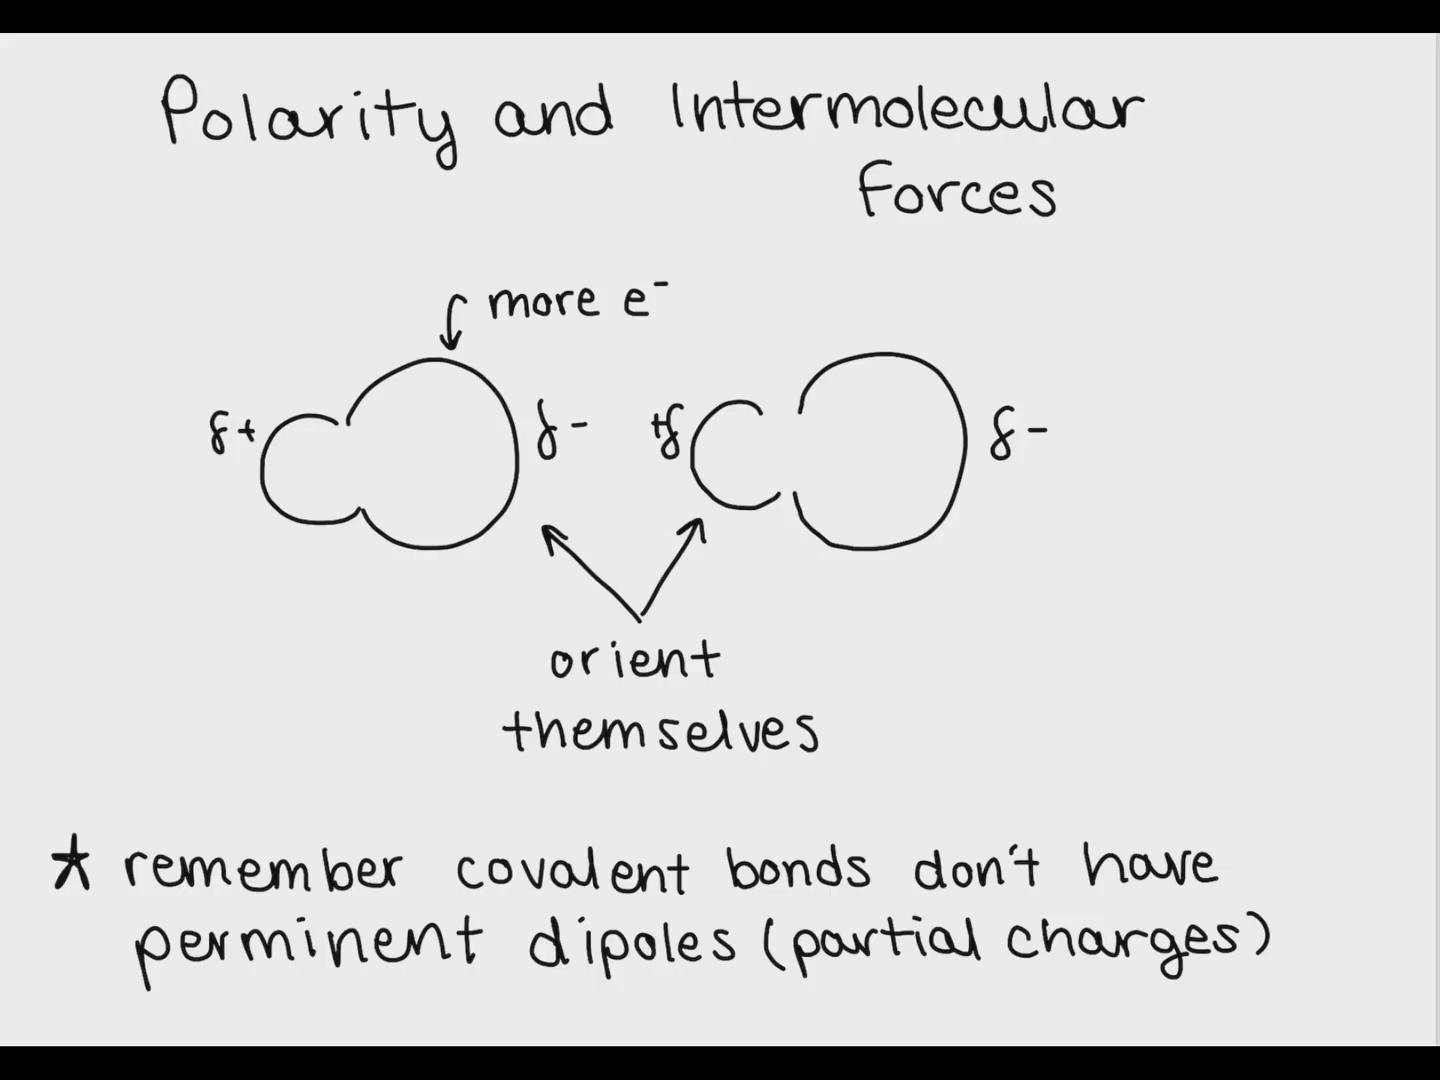 Polarity and Intermolecular
Forces
more e⁻
δ+ δ- +δ δ-
orient
themselves
★ remember covalent bonds don't have
perminent dipoles (partial charges)